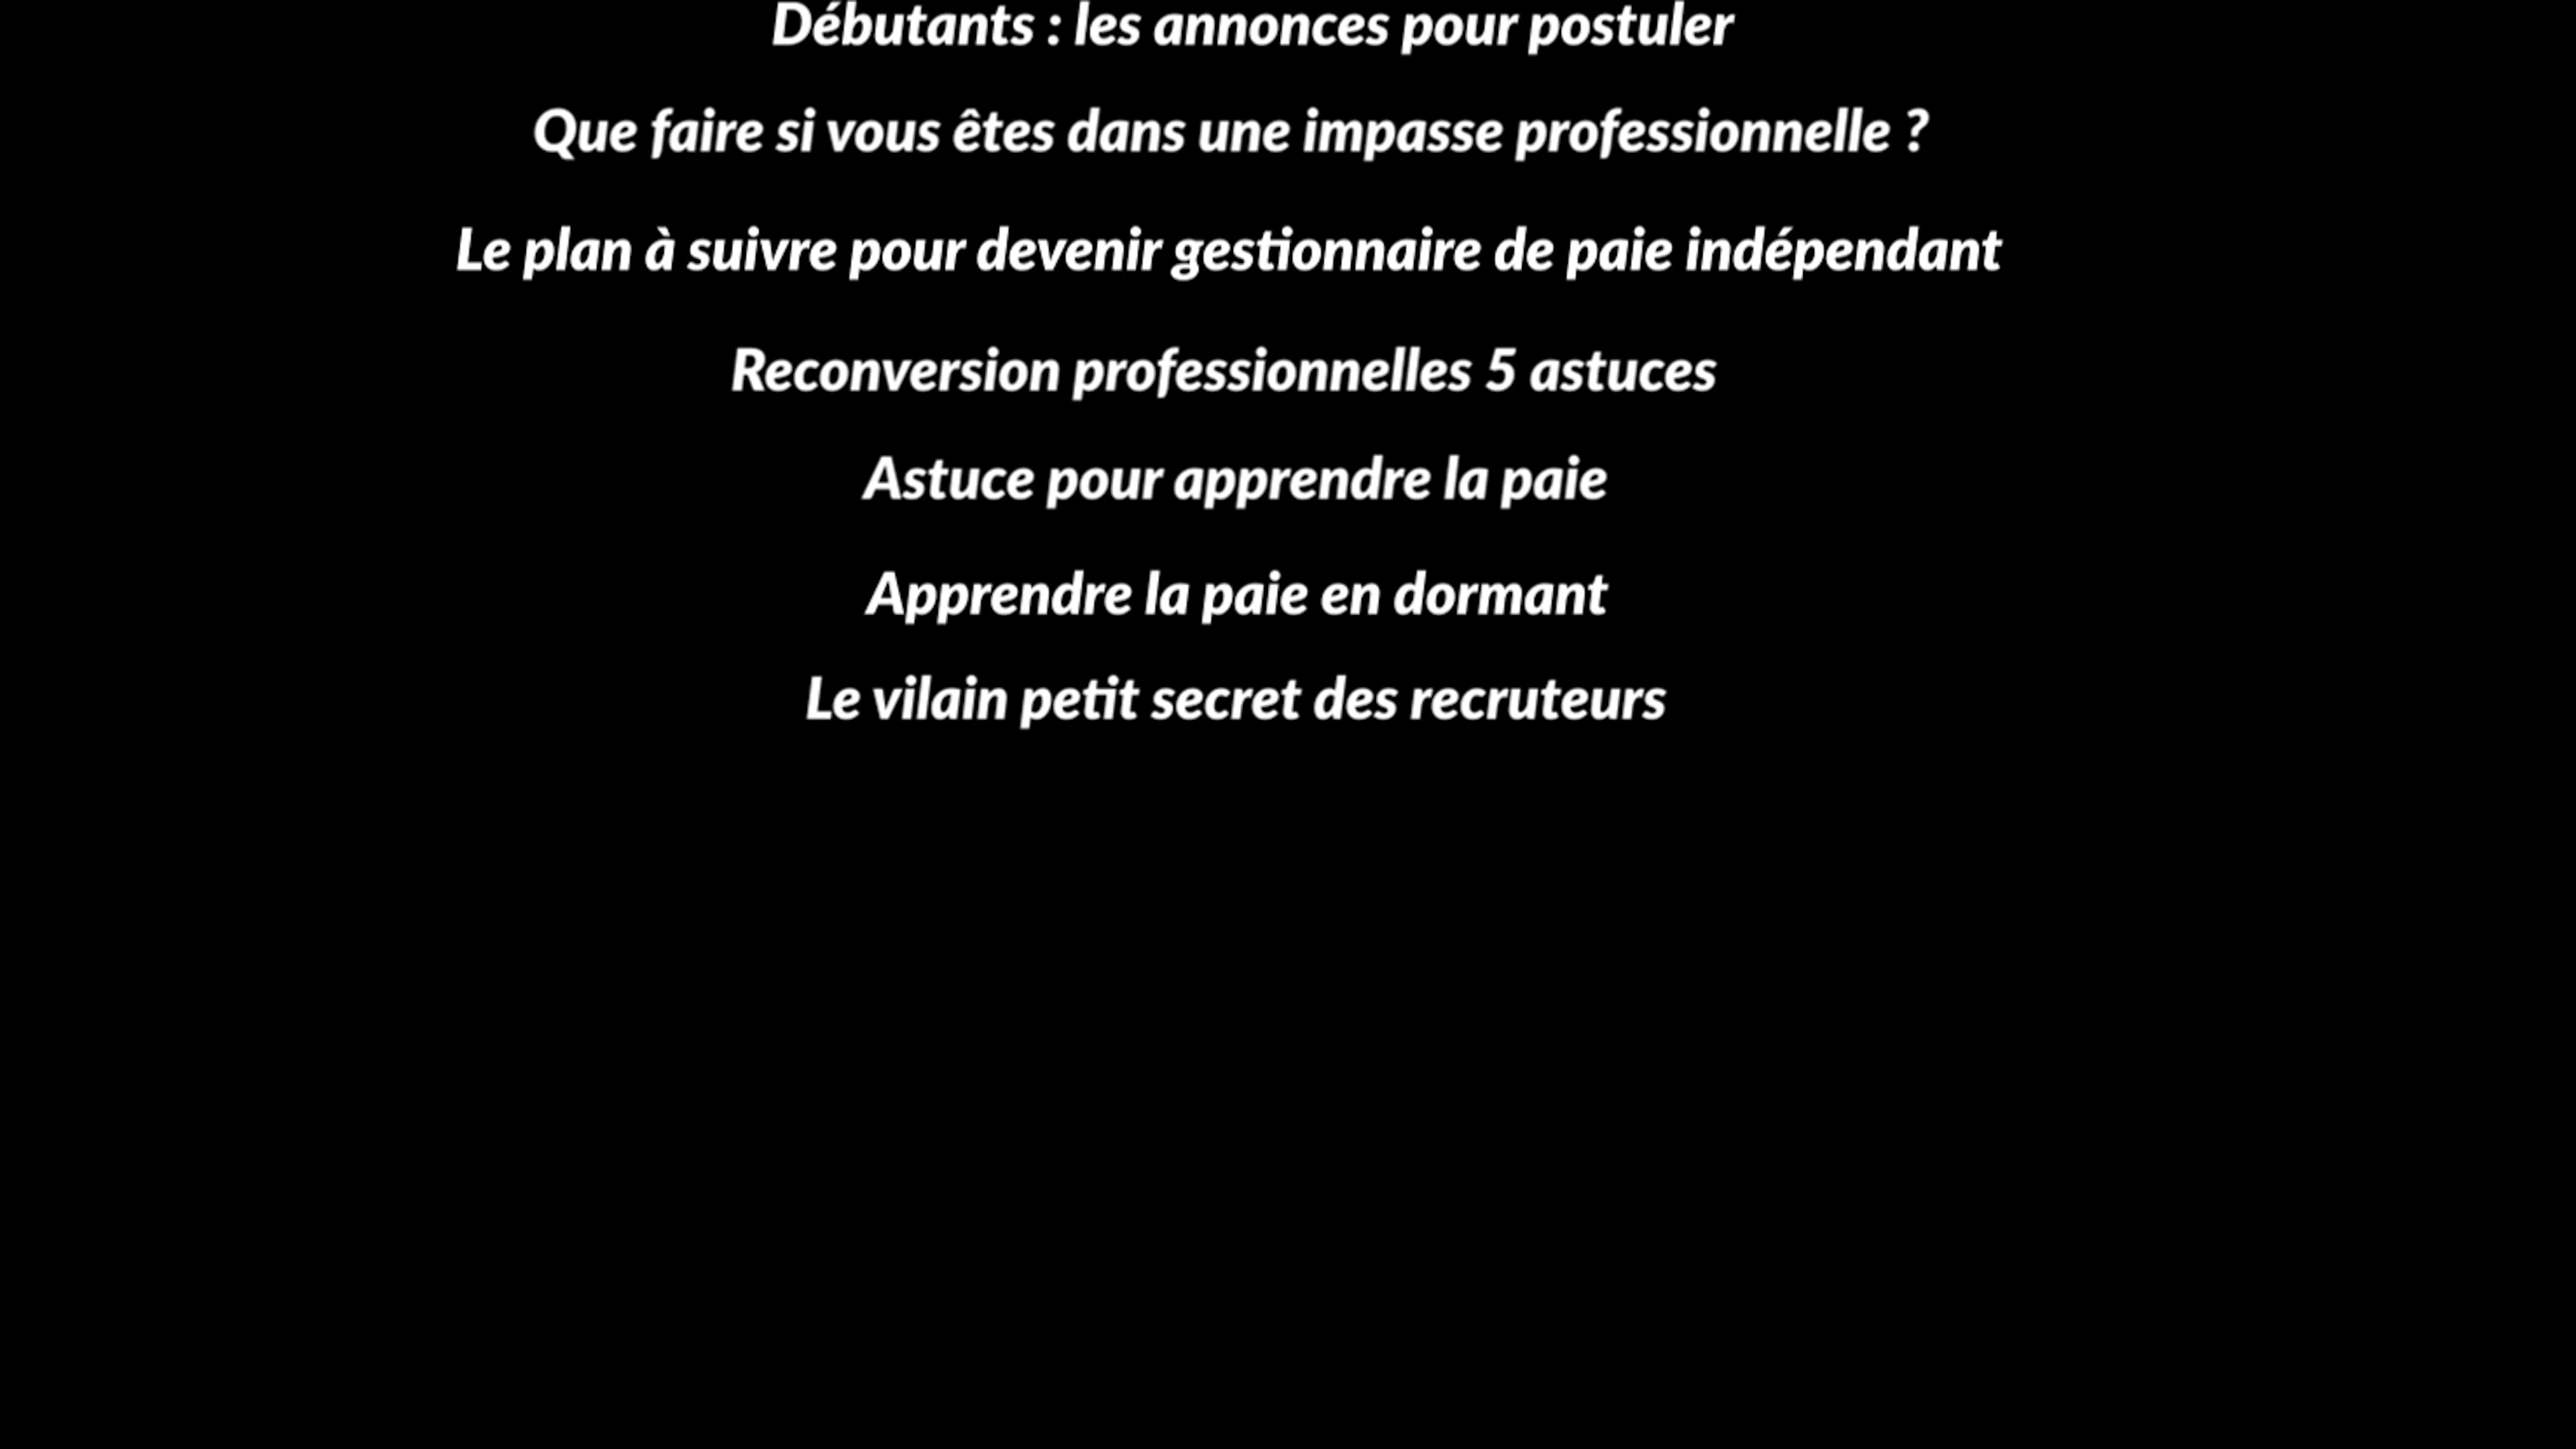 Débutants : les annonces pour postuler
Que faire si vous êtes dans une impasse professionnelle ?
Le plan à suivre pour devenir gestionnaire de paie indépendant
Reconversion professionnelles 5 astuces
Astuce pour apprendre la paie
Apprendre la paie en dormant
Le vilain petit secret des recruteurs